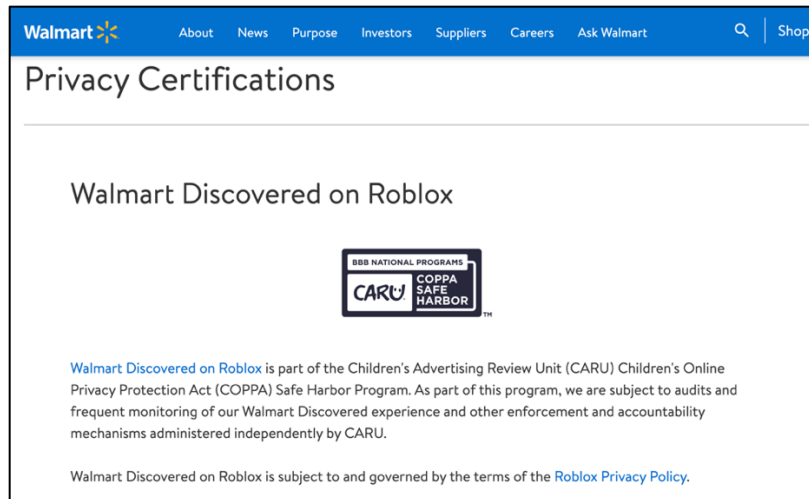 Walmart About News Purpose Investors Suppliers Careers Ask Walmart Shop
Privacy Certifications
Walmart Discovered on Roblox
BBB NATIONAL PROGRAMS
CARU COPPA
SAFE
HARBOR
TM
Walmart Discovered on Roblox is part of the Children's Advertising Review Unit (CARU) Children's Online
Privacy Protection Act (COPPA) Safe Harbor Program. As part of this program, we are subject to audits and
frequent monitoring of our Walmart Discovered experience and other enforcement and accountability
mechanisms administered independently by CARU.
Walmart Discovered on Roblox is subject to and governed by the terms of the Roblox Privacy Policy.